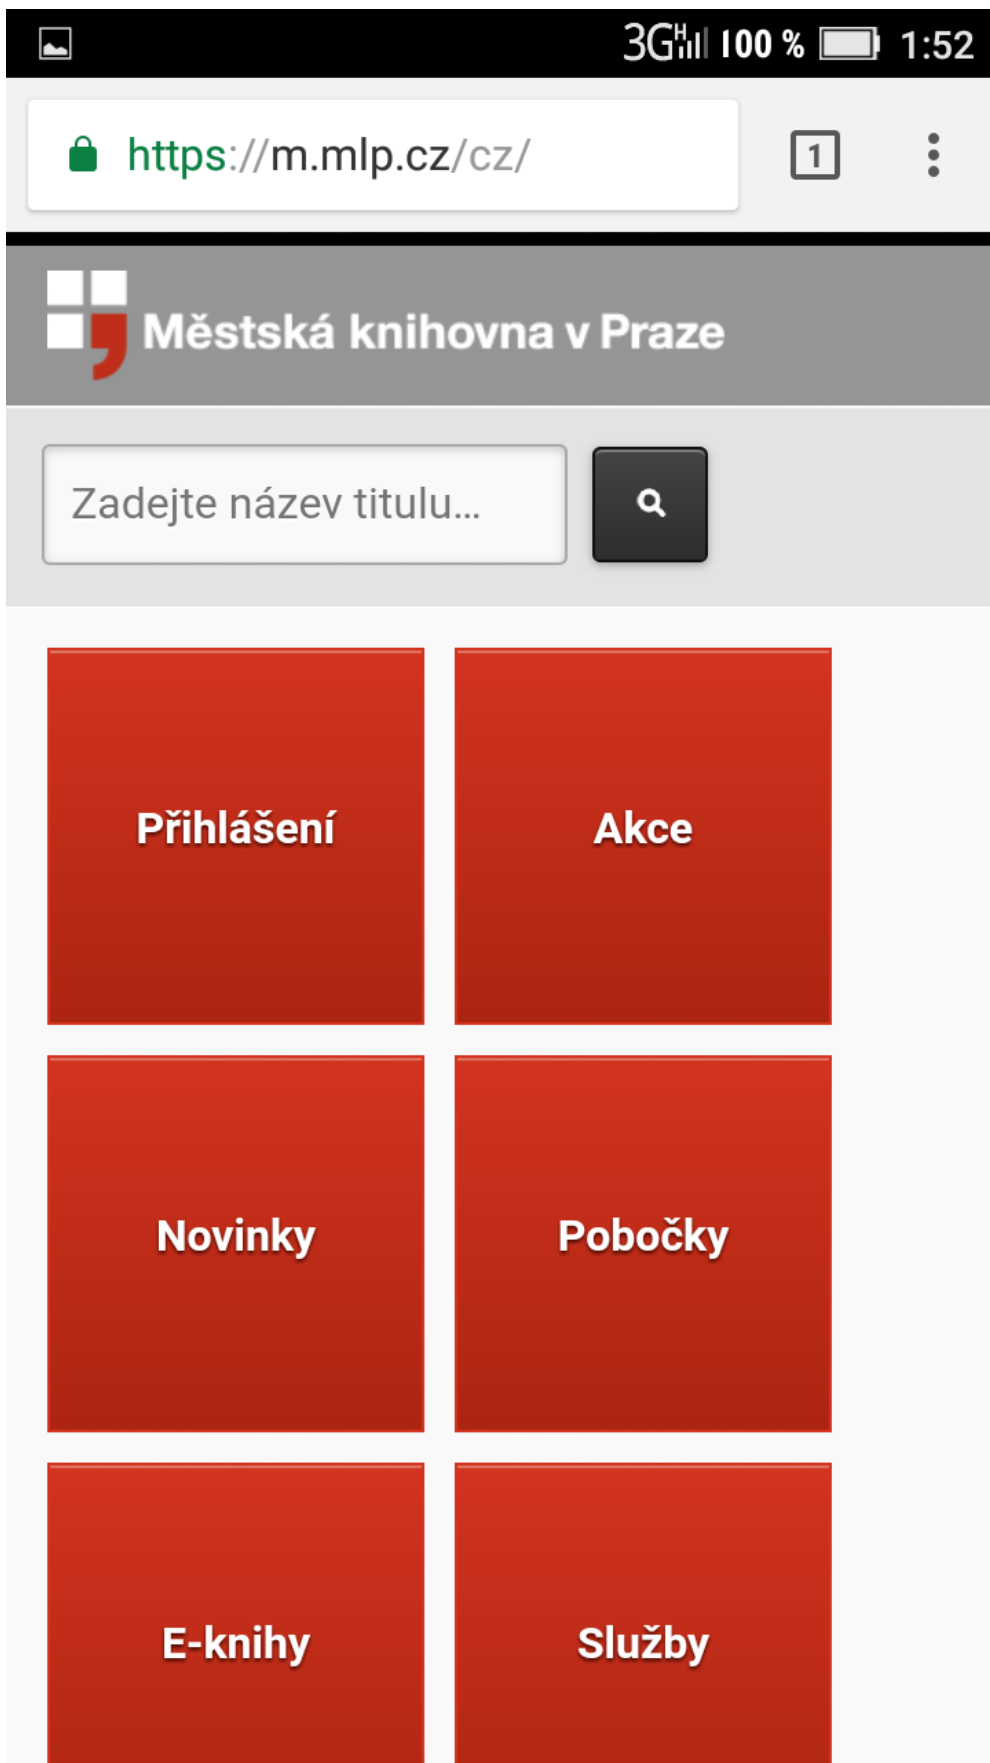 3G H 100 % 1:52
https://m.mlp.cz/cz/ 1
Městská knihovna v Praze
Zadejte název titulu...
Přihlášení Akce
Novinky Pobočky
E-knihy Služby